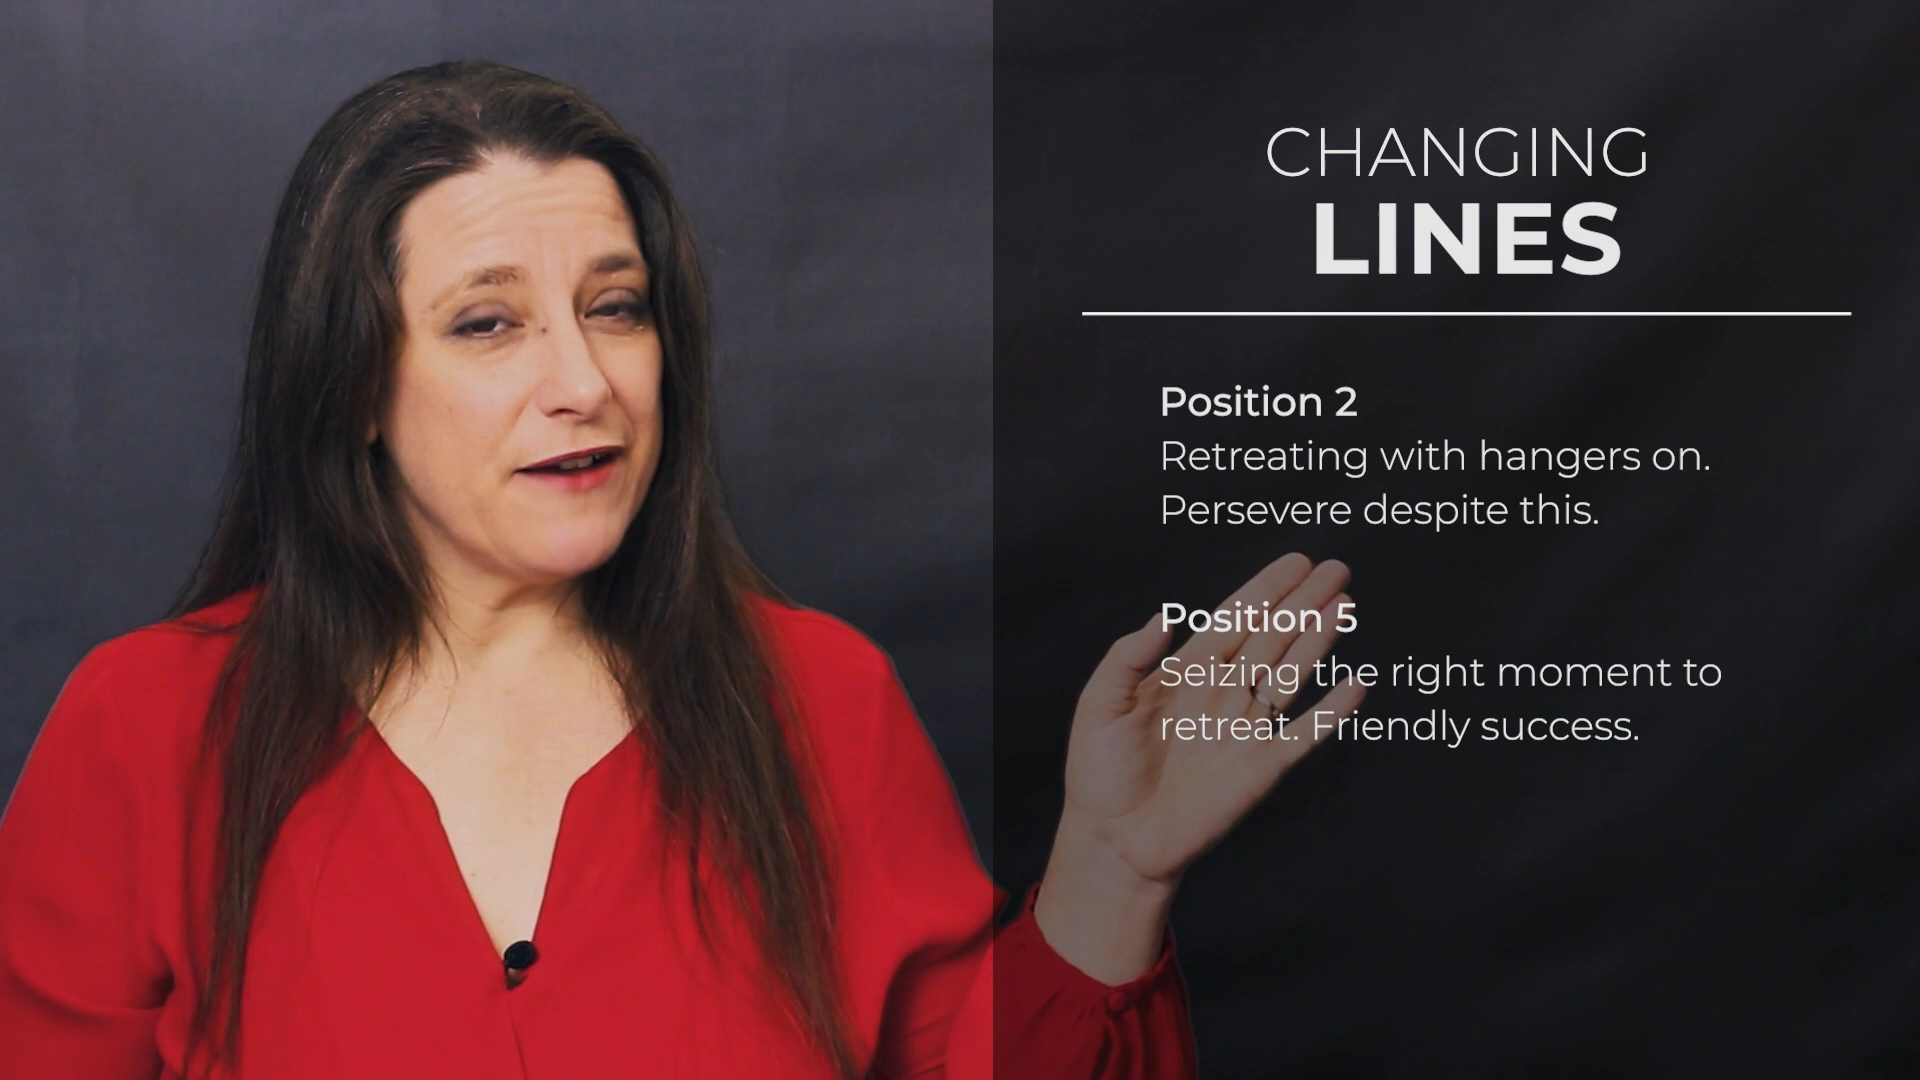 CHANGING
LINES
Position 2
Retreating with hangers on.
Persevere despite this.
Position 5
Seizing the right moment to
retreat. Friendly success.